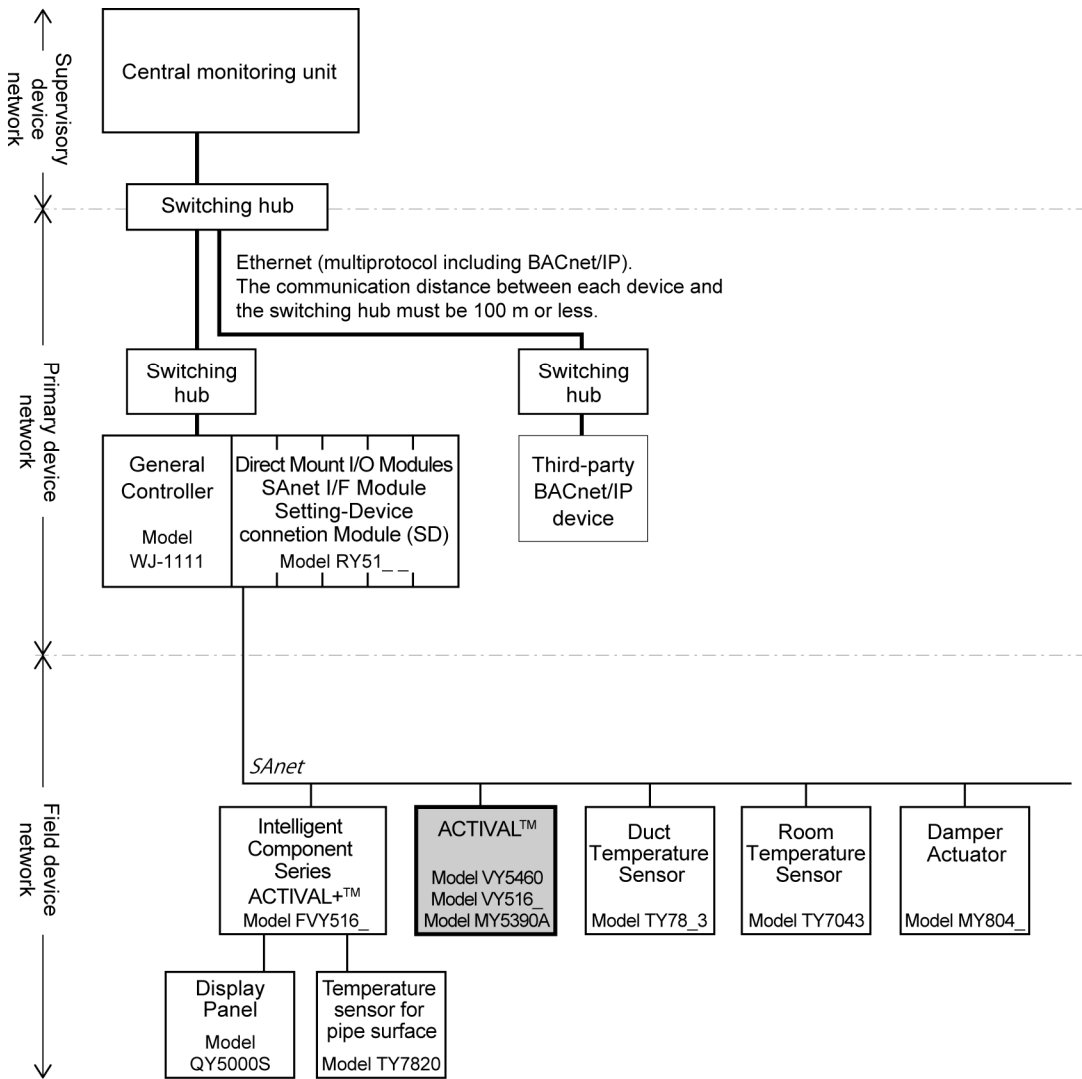 Supervisory
device
network
Central monitoring unit
Switching hub
Ethernet (multiprotocol including BACnet/IP).
The communication distance between each device and
the switching hub must be 100 m or less.
Primary device
network
Switching
hub
Switching
hub
General
Controller
Model
WJ-1111
Direct Mount I/O Modules
SAnet I/F Module
Setting-Device
connetion Module (SD)
Model RY51_ _
Third-party
BACnet/IP
device
Field device
network
SAnet
Intelligent
Component
Series
ACTIVAL+™
Model FVY516_
ACTIVAL™
Model VY5460
Model VY516_
Model MY5390A
Duct
Temperature
Sensor
Model TY78_3
Room
Temperature
Sensor
Model TY7043
Damper
Actuator
Model MY804_
Display
Panel
Model
QY5000S
Temperature
sensor for
pipe surface
Model TY7820